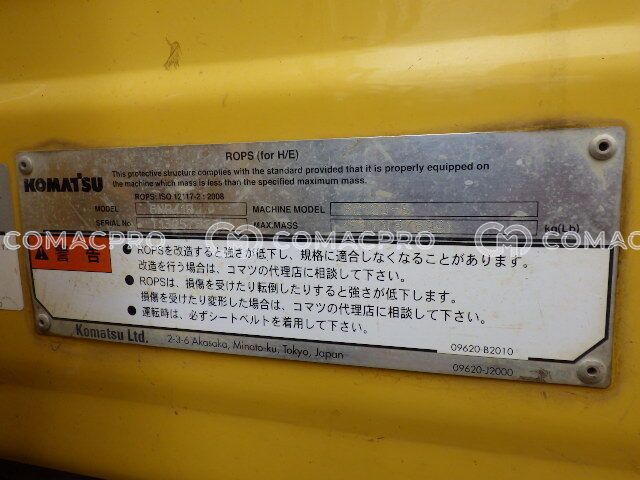 ROPS (for H/E)
KOMATSU
This protective structure complies with the standard provided that it is properly equipped on
the machine which mass is less than the specified maximum mass.
ROPS: ISO 12117-2 : 2008
MODEL
MACHINE MODEL
SERIAL No
MAX.MASS
kg(Lb)
COMACPRO COMACPRO COMACPRO
警告
● ROPSを改造すると強さが低下し、規格に適合しなくなることがあります。
改造を行う場合は、コマツの代理店に相談して下さい。
● ROPSは、損傷を受けたり転倒したりすると強さが低下します。
損傷を受けたり変形した場合は、コマツの代理店に相談して下さい。
● 運転時は、必ずシートベルトを着用して下さい。
Komatsu Ltd.
2-3-6 Akasaka, Minato-ku, Tokyo, Japan
09620-B2010
09620-J2000